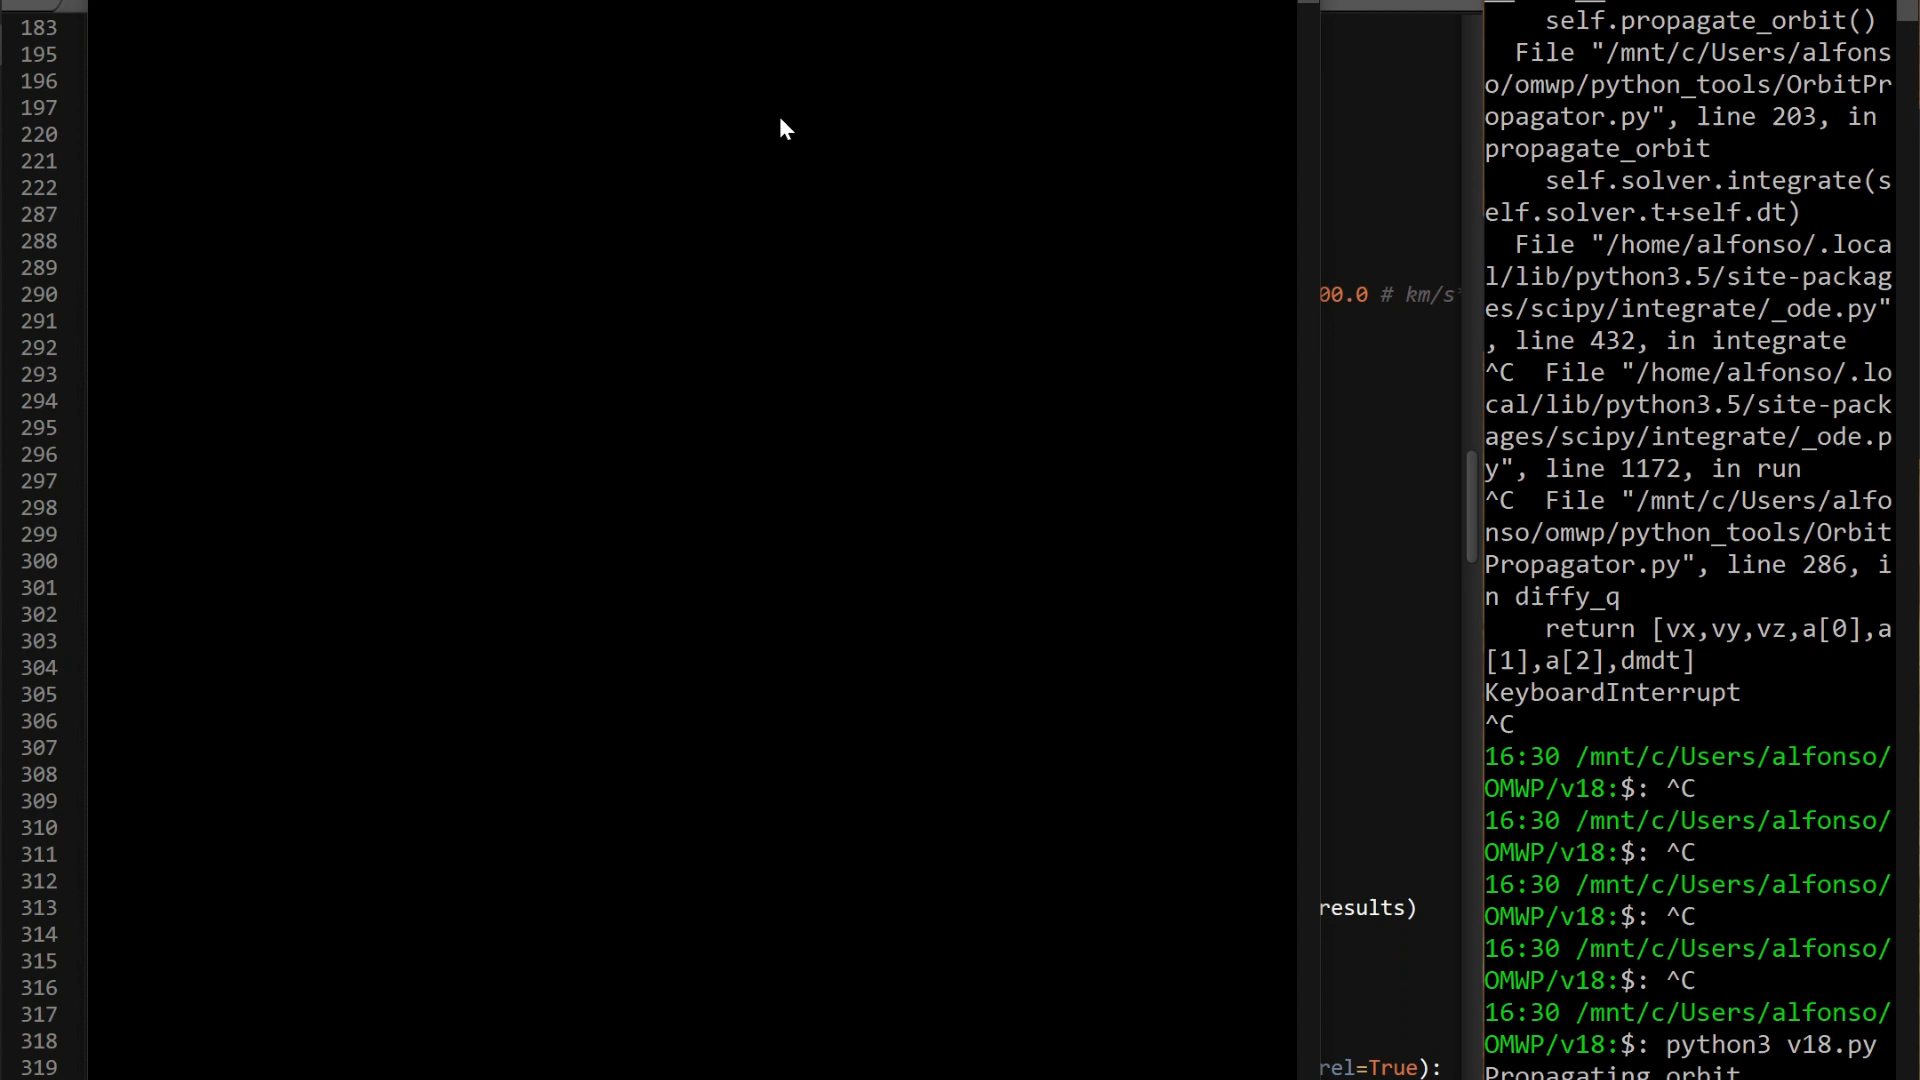 183
195
196
197
220
221
222
287
288
289
290
291
292
293
294
295
296
297
298
299
300
301
302
303
304
305
306
307
308
309
310
311
312
313
314
315
316
317
318
319
00.0 # km/s
results)
rel=True):
self.propagate_orbit()
File "/mnt/c/Users/alfons
o/omwp/python_tools/OrbitPr
opagator.py", line 203, in
propagate_orbit
self.solver.integrate(s
elf.solver.t+self.dt)
File "/home/alfonso/.loca
l/lib/python3.5/site-packag
es/scipy/integrate/_ode.py"
, line 432, in integrate
^C  File "/home/alfonso/.lo
cal/lib/python3.5/site-pack
ages/scipy/integrate/_ode.p
y", line 1172, in run
^C  File "/mnt/c/Users/alfo
nso/omwp/python_tools/Orbit
Propagator.py", line 286, i
n diffy_q
return [vx,vy,vz,a[0],a
[1],a[2],dmdt]
KeyboardInterrupt
^C
16:30 /mnt/c/Users/alfonso/
OMWP/v18:$: ^C
16:30 /mnt/c/Users/alfonso/
OMWP/v18:$: ^C
16:30 /mnt/c/Users/alfonso/
OMWP/v18:$: ^C
16:30 /mnt/c/Users/alfonso/
OMWP/v18:$: ^C
16:30 /mnt/c/Users/alfonso/
OMWP/v18:$: python3 v18.py
Propagating orbit